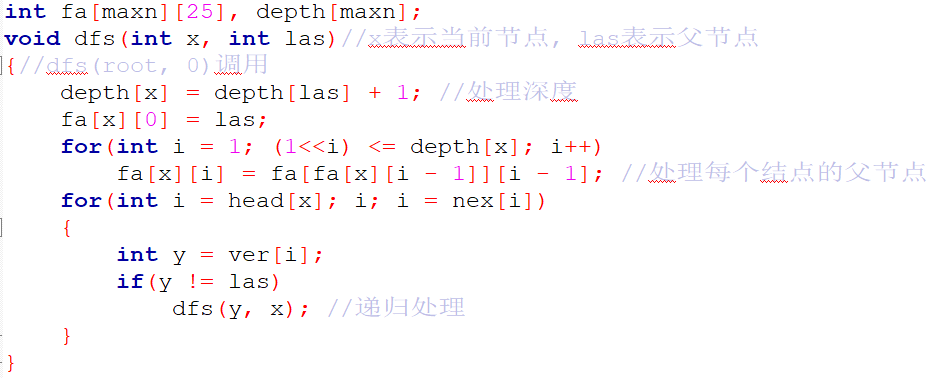 int fa[maxn][25], depth[maxn];
void dfs(int x, int las)//x表示当前节点, las表示父节点
{//dfs(root, 0)调用
    depth[x] = depth[las] + 1; //处理深度
    fa[x][0] = las;
    for(int i = 1; (1<<i) <= depth[x]; i++)
        fa[x][i] = fa[fa[x][i - 1]][i - 1]; //处理每个结点的父节点
    for(int i = head[x]; i; i = nex[i])
    {
        int y = ver[i];
        if(y != las)
            dfs(y, x); //递归处理
    }
}